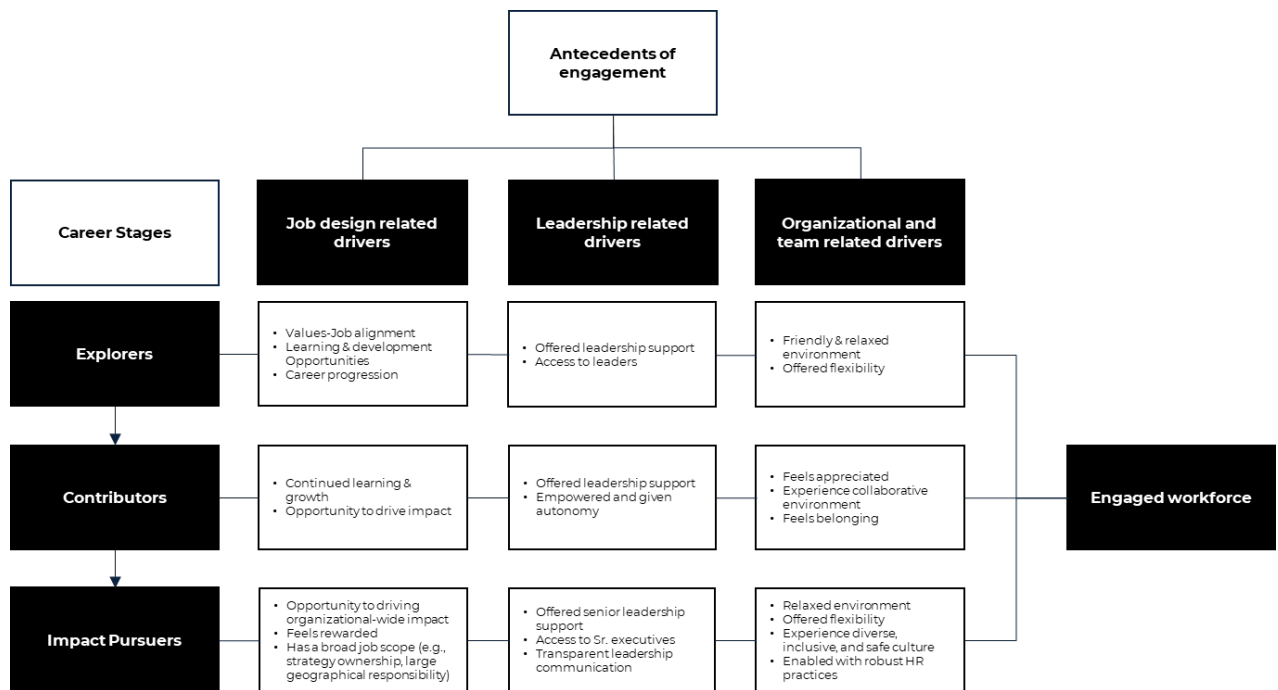 Antecedents of
engagement
Career Stages
Job design related
drivers
Leadership related
drivers
Organizational and
team related drivers
Explorers
• Values-Job alignment
• Learning & development
Opportunities
• Career progression
• Offered leadership support
• Access to leaders
• Friendly & relaxed
environment
• Offered flexibility
Contributors
• Continued learning &
growth
• Opportunity to drive impact
• Offered leadership support
• Empowered and given
autonomy
• Feels appreciated
• Experience collaborative
environment
• Feels belonging
Engaged workforce
Impact Pursuers
• Opportunity to driving
organizational-wide impact
• Feels rewarded
• Has a broad job scope (e.g.,
strategy ownership, large
geographical responsibility)
• Offered senior leadership
support
• Access to Sr. executives
• Transparent leadership
communication
• Relaxed environment
• Offered flexibility
• Experience diverse,
inclusive, and safe culture
• Enabled with robust HR
practices